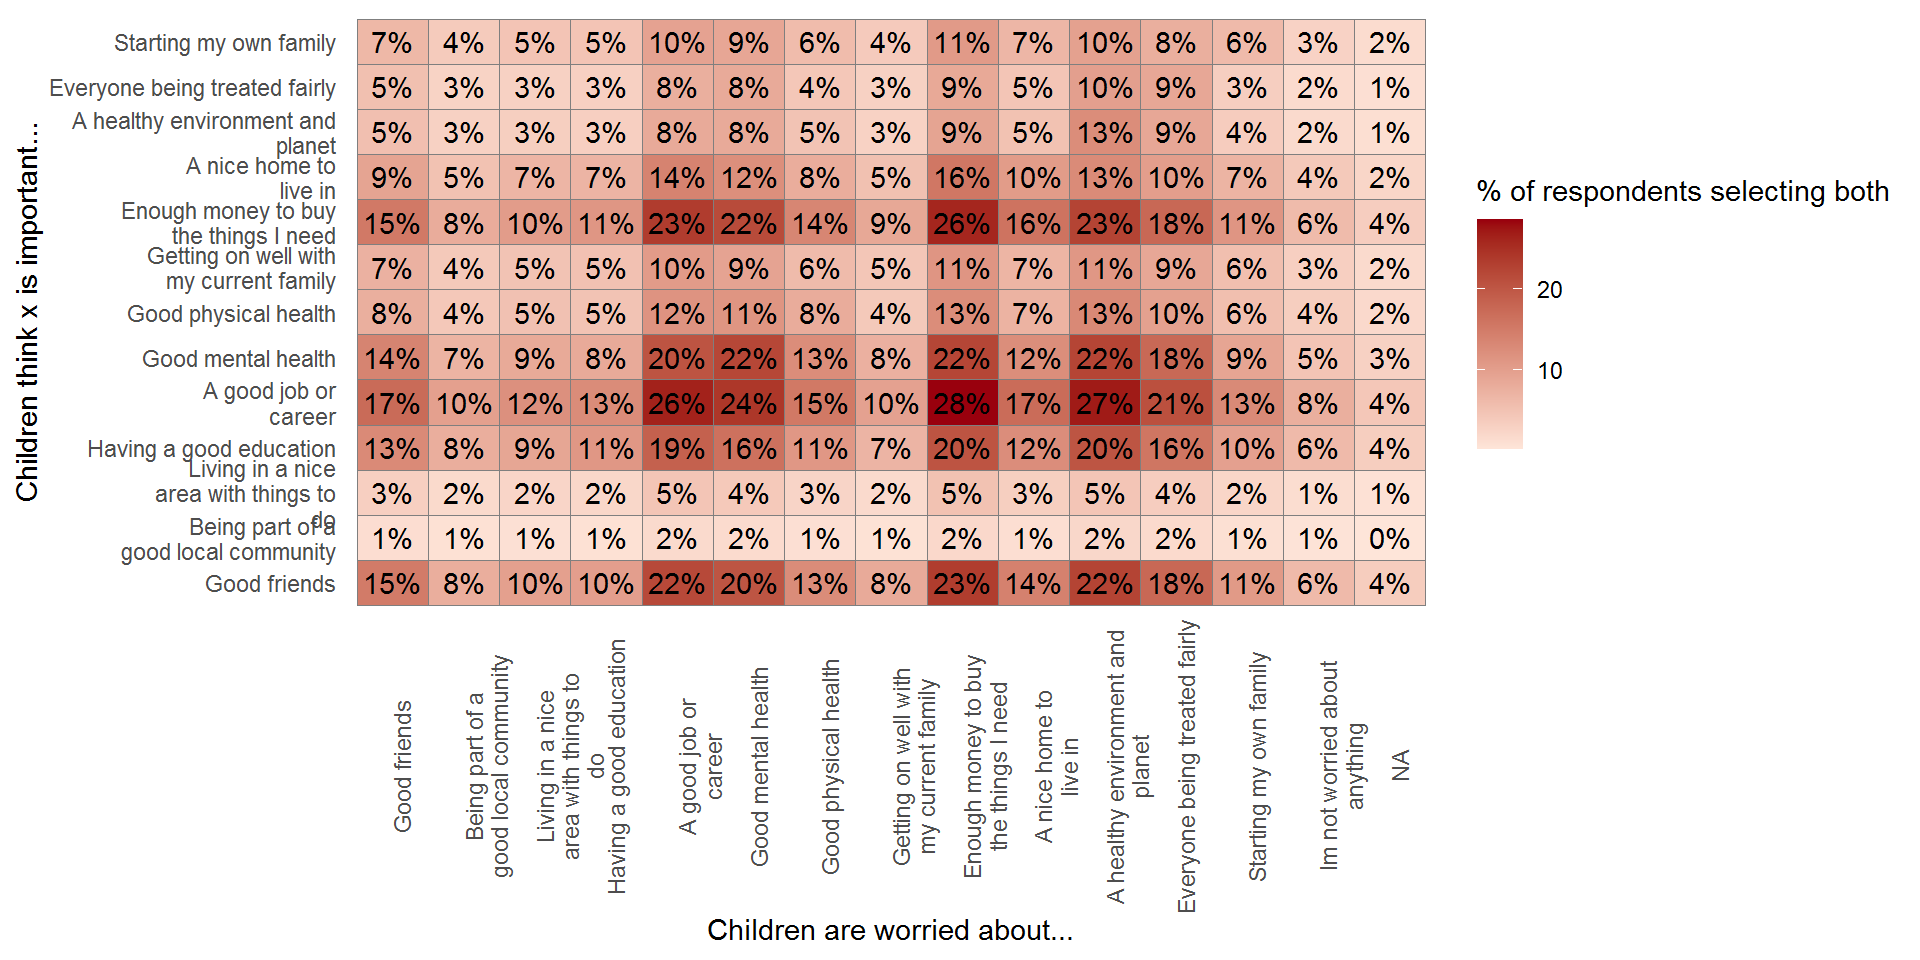 Starting my own family
7% 4% 5% 5% 10% 9% 6% 4% 11% 7% 10% 8% 6% 3% 2%
Everyone being treated fairly
5% 3% 3% 3% 8% 8% 4% 3% 9% 5% 10% 9% 3% 2% 1%
A healthy environment and
planet
5% 3% 3% 3% 8% 8% 5% 3% 9% 5% 13% 9% 4% 2% 1%
A nice home to
live in
9% 5% 7% 7% 14% 12% 8% 5% 16% 10% 13% 10% 7% 4% 2%
Enough money to buy
the things I need
15% 8% 10% 11% 23% 22% 14% 9% 26% 16% 23% 18% 11% 6% 4%
Getting on well with
my current family
7% 4% 5% 5% 10% 9% 6% 5% 11% 7% 11% 9% 6% 3% 2%
Good physical health
8% 4% 5% 5% 12% 11% 8% 4% 13% 7% 13% 10% 6% 4% 2%
Good mental health
14% 7% 9% 8% 20% 22% 13% 8% 22% 12% 22% 18% 9% 5% 3%
A good job or
career
17% 10% 12% 13% 26% 24% 15% 10% 28% 17% 27% 21% 13% 8% 4%
Having a good education
13% 8% 9% 11% 19% 16% 11% 7% 20% 12% 20% 16% 10% 6% 4%
Living in a nice
area with things to
do
3% 2% 2% 2% 5% 4% 3% 2% 5% 3% 5% 4% 2% 1% 1%
Being part of a
good local community
1% 1% 1% 1% 2% 2% 1% 1% 2% 1% 2% 2% 1% 1% 0%
Good friends
15% 8% 10% 10% 22% 20% 13% 8% 23% 14% 22% 18% 11% 6% 4%
Children think x is important...
Good friends
Being part of a
good local community
Living in a nice
area with things to
do
Having a good education
A good job or
career
Good mental health
Good physical health
Getting on well with
my current family
Enough money to buy
the things I need
A nice home to
live in
A healthy environment and
planet
Everyone being treated fairly
Starting my own family
Im not worried about
anything
NA
Children are worried about...
% of respondents selecting both
20
10